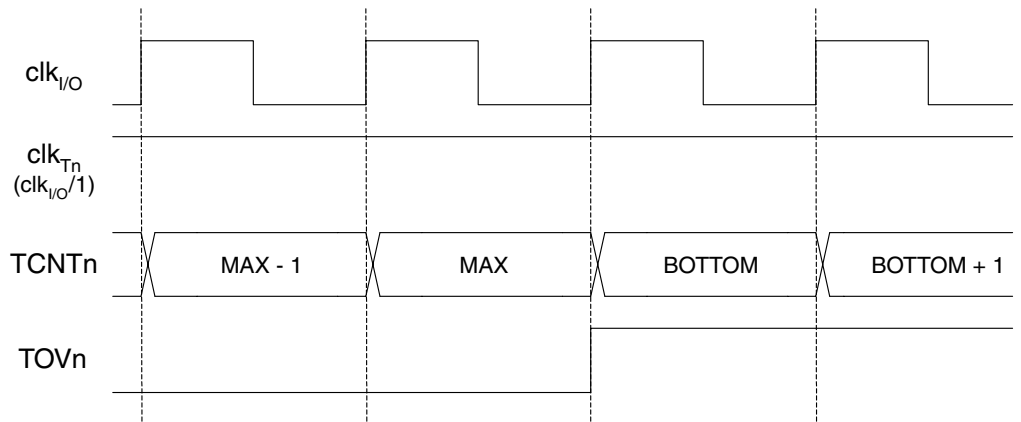 clkI/O
clkTn
(clkI/O/1)
TCNTn MAX - 1 MAX BOTTOM BOTTOM + 1
TOVn